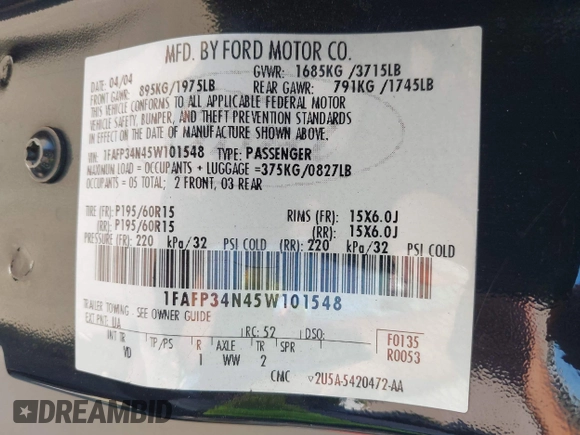 MFD. BY FORD MOTOR CO.
DATE: 04/04 GVWR: 1685KG /3715LB
FRONT GAWR: 895KG/1975LB REAR GAWR: 791KG /1745LB
THIS VEHICLE CONFORMS TO ALL APPLICABLE FEDERAL MOTOR
VEHICLE SAFETY, BUMPER, AND THEFT PREVENTION STANDARDS
IN EFFECT ON THE DATE OF MANUFACTURE SHOWN ABOVE.
VIN: 1FAFP34N45W101548 TYPE: PASSENGER
MAXIMUM LOAD = OCCUPANTS + LUGGAGE =375KG/0827LB
OCCUPANTS = 05 TOTAL; 2 FRONT, 03 REAR
TIRE (FR): P195/60R15 RIMS (FR): 15X6.0J
(RR): P195/60R15 (RR): 15X6.0J
PRESSURE (FR): 220 kPa/32 PSI COLD (RR): 220 kPa/32 PSI COLD
1FAFP34N45W101548
TRAILER TOWING - SEE OWNER GUIDE
EXT PNT: UA RC: 52 DSO: F0135
INT TR TP/PS R AXLE TR SPR R0053
YD 1 WW 2
CMC 2U5A-5420472-AA
DREAMBID